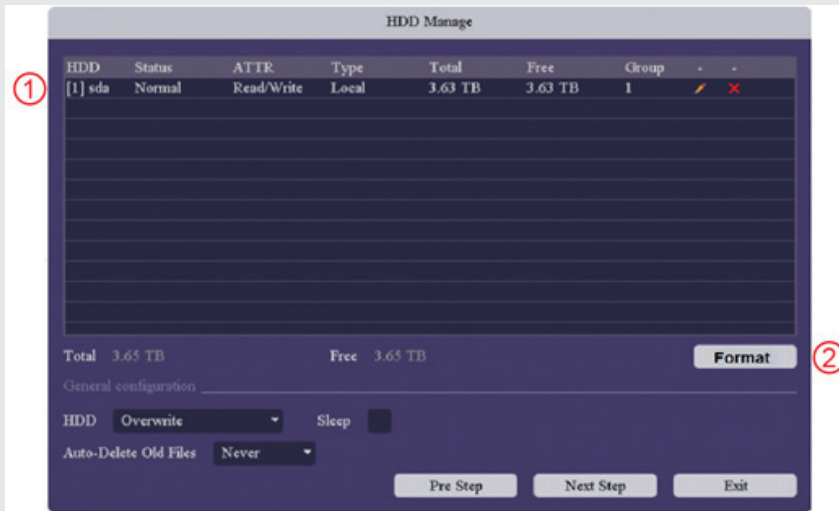 HDD Manage
HDD Status ATTR Type Total Free Group - -
① [1] sda Normal Read/Write Local 3.63 TB 3.63 TB 1
Total 3.65 TB Free 3.65 TB Format ②
General configuration
HDD Overwrite Sleep
Auto-Delete Old Files Never
Pre Step Next Step Exit